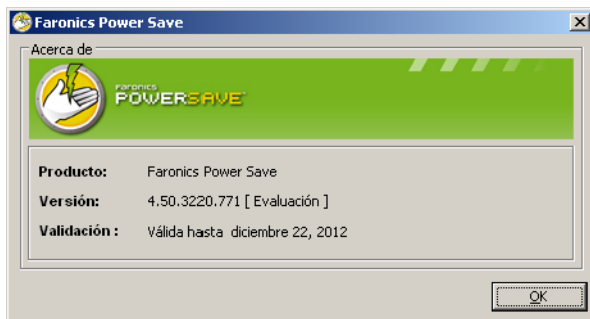 Faronics Power Save
Acerca de
Faronics
POWERSAVE
Producto: Faronics Power Save
Versión: 4.50.3220.771 [ Evaluación ]
Validación : Válida hasta diciembre 22, 2012
OK